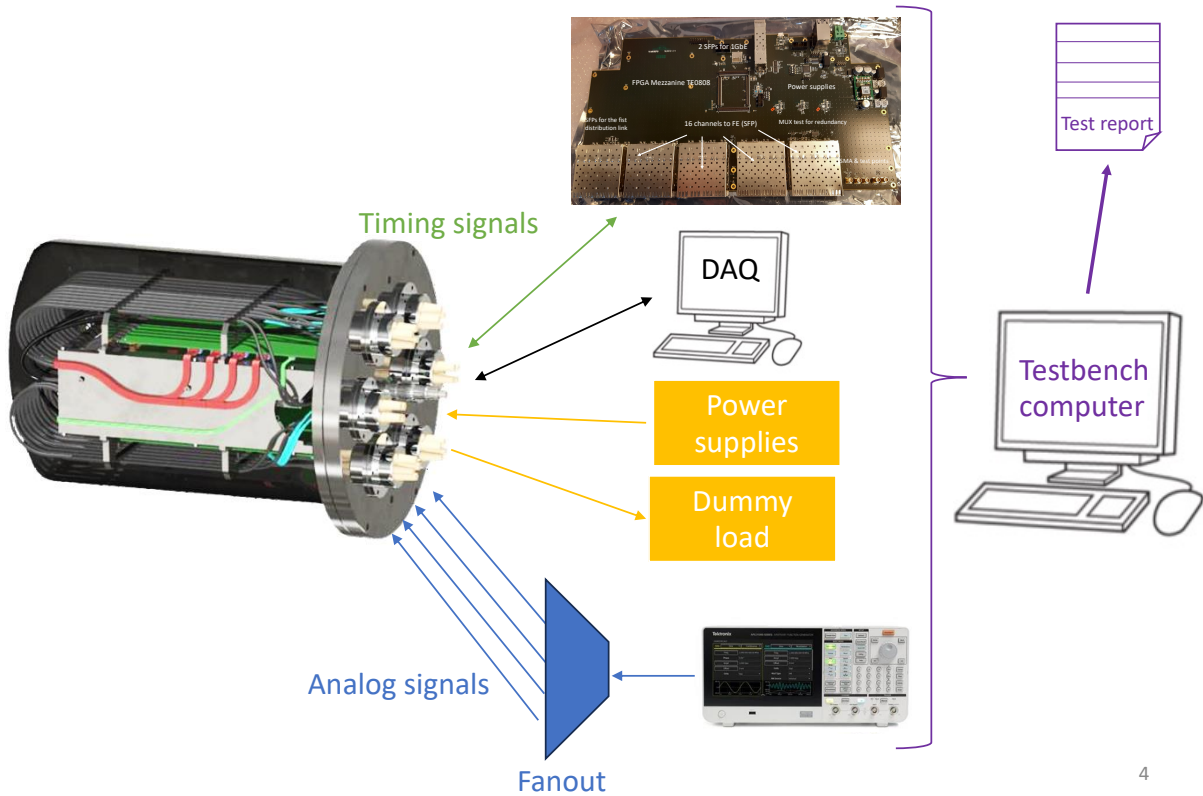 2 SFPs for 1GbE
FPGA Mezzanine TE0808
Power supplies
SFPs for the fist
distribution link
16 channels to FE (SFP)
MUX test for redundancy
SMA & test points
Test report
Timing signals
DAQ
Testbench
computer
Power
supplies
Dummy
load
Tektronix
Analog signals
Fanout
4